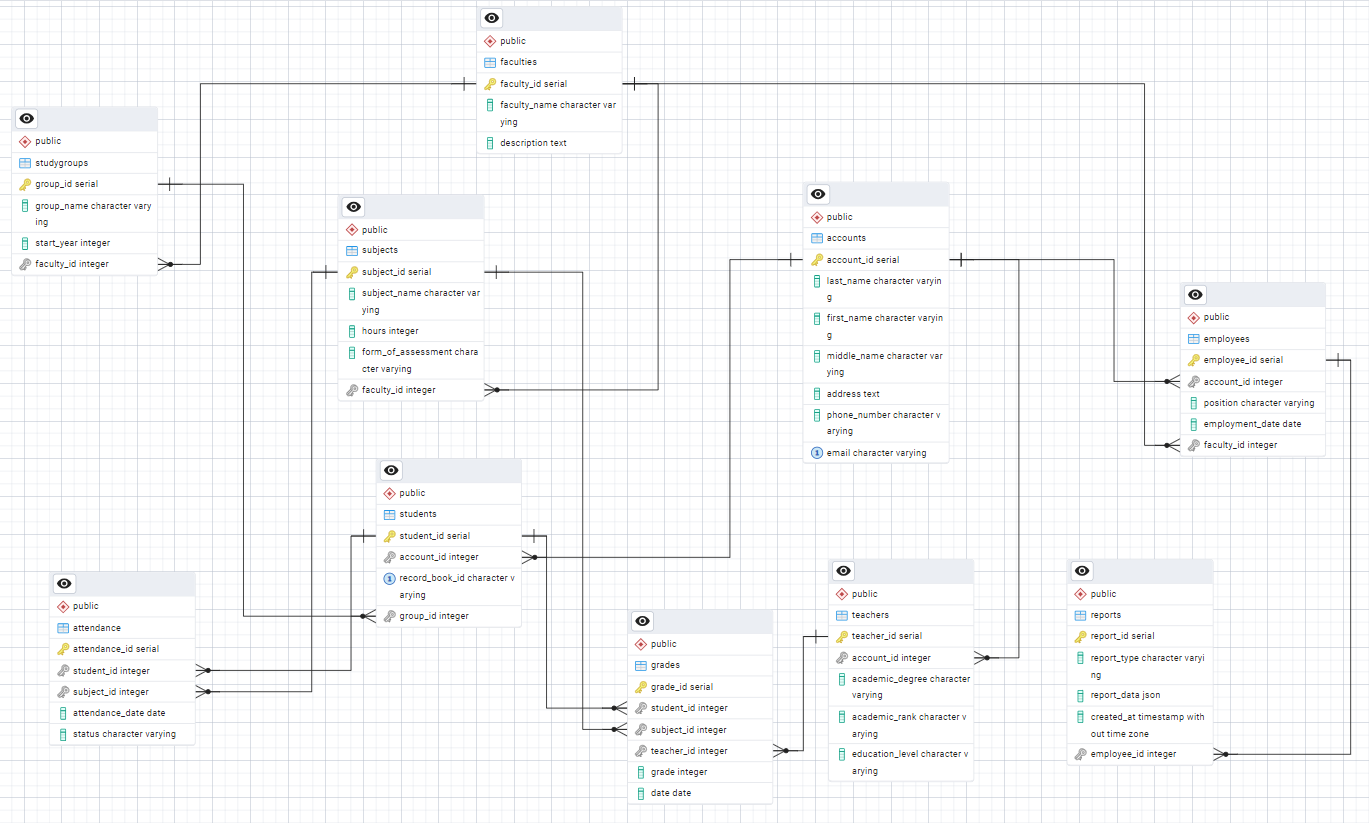 public
faculties
faculty_id serial
faculty_name character var
ying
description text
public
studygroups
group_id serial
group_name character vary
ing
start_year integer
faculty_id integer
public
subjects
subject_id serial
subject_name character var
ying
hours integer
form_of_assessment chara
cter varying
faculty_id integer
public
accounts
account_id serial
last_name character varyin
g
first_name character varyin
g
middle_name character var
ying
address text
phone_number character v
arying
email character varying
public
employees
employee_id serial
account_id integer
position character varying
employment_date date
faculty_id integer
public
students
student_id serial
account_id integer
record_book_id character v
arying
group_id integer
public
attendance
attendance_id serial
student_id integer
subject_id integer
attendance_date date
status character varying
public
grades
grade_id serial
student_id integer
subject_id integer
teacher_id integer
grade integer
date date
public
teachers
teacher_id serial
account_id integer
academic_degree character
varying
academic_rank character v
arying
education_level character v
arying
public
reports
report_id serial
report_type character varyi
ng
report_data json
created_at timestamp with
out time zone
employee_id integer